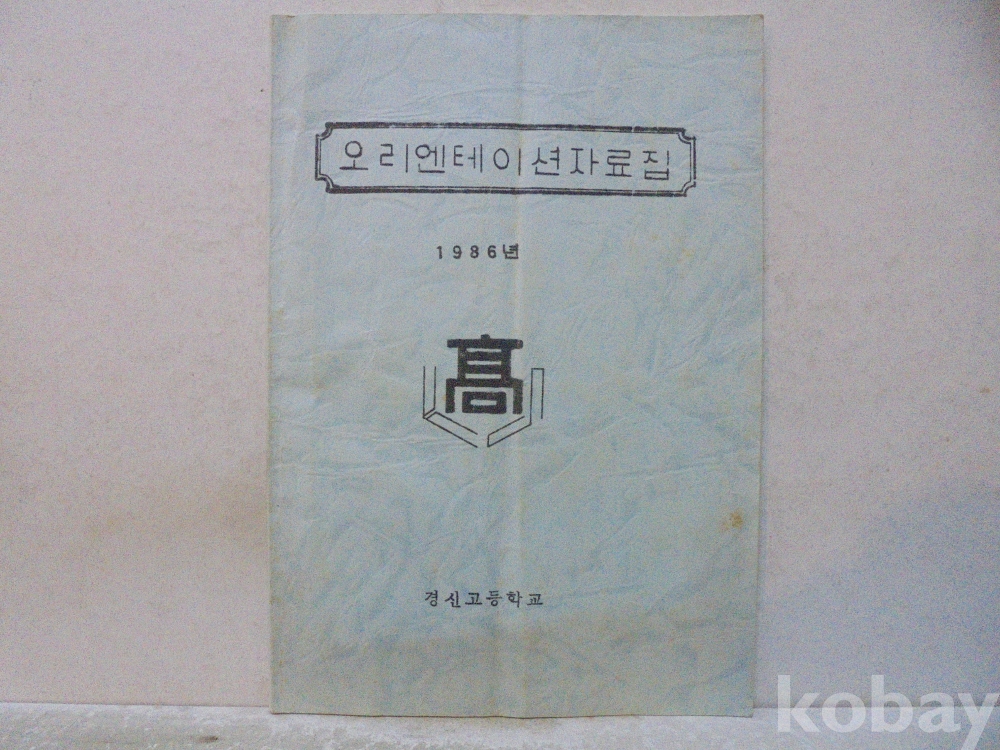 오리엔테이션자료집
1986년
高
경신고등학교
kobay